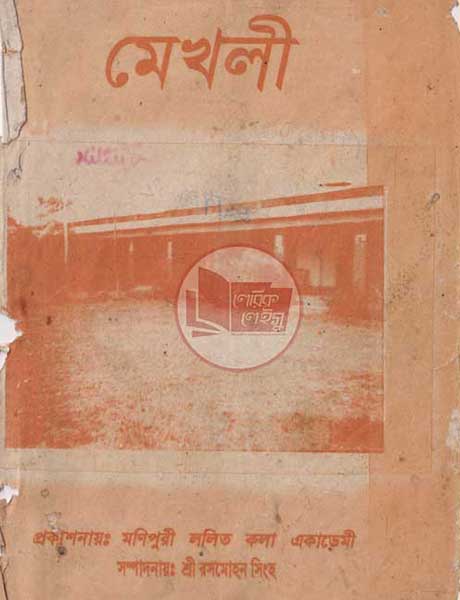 মেখলী
পৌরি
প্রকাশনায়ঃ মণিপুরী ললিত কলা একাডেমী
সম্পাদনায়ঃ শ্রী রসমোহন সিংহ